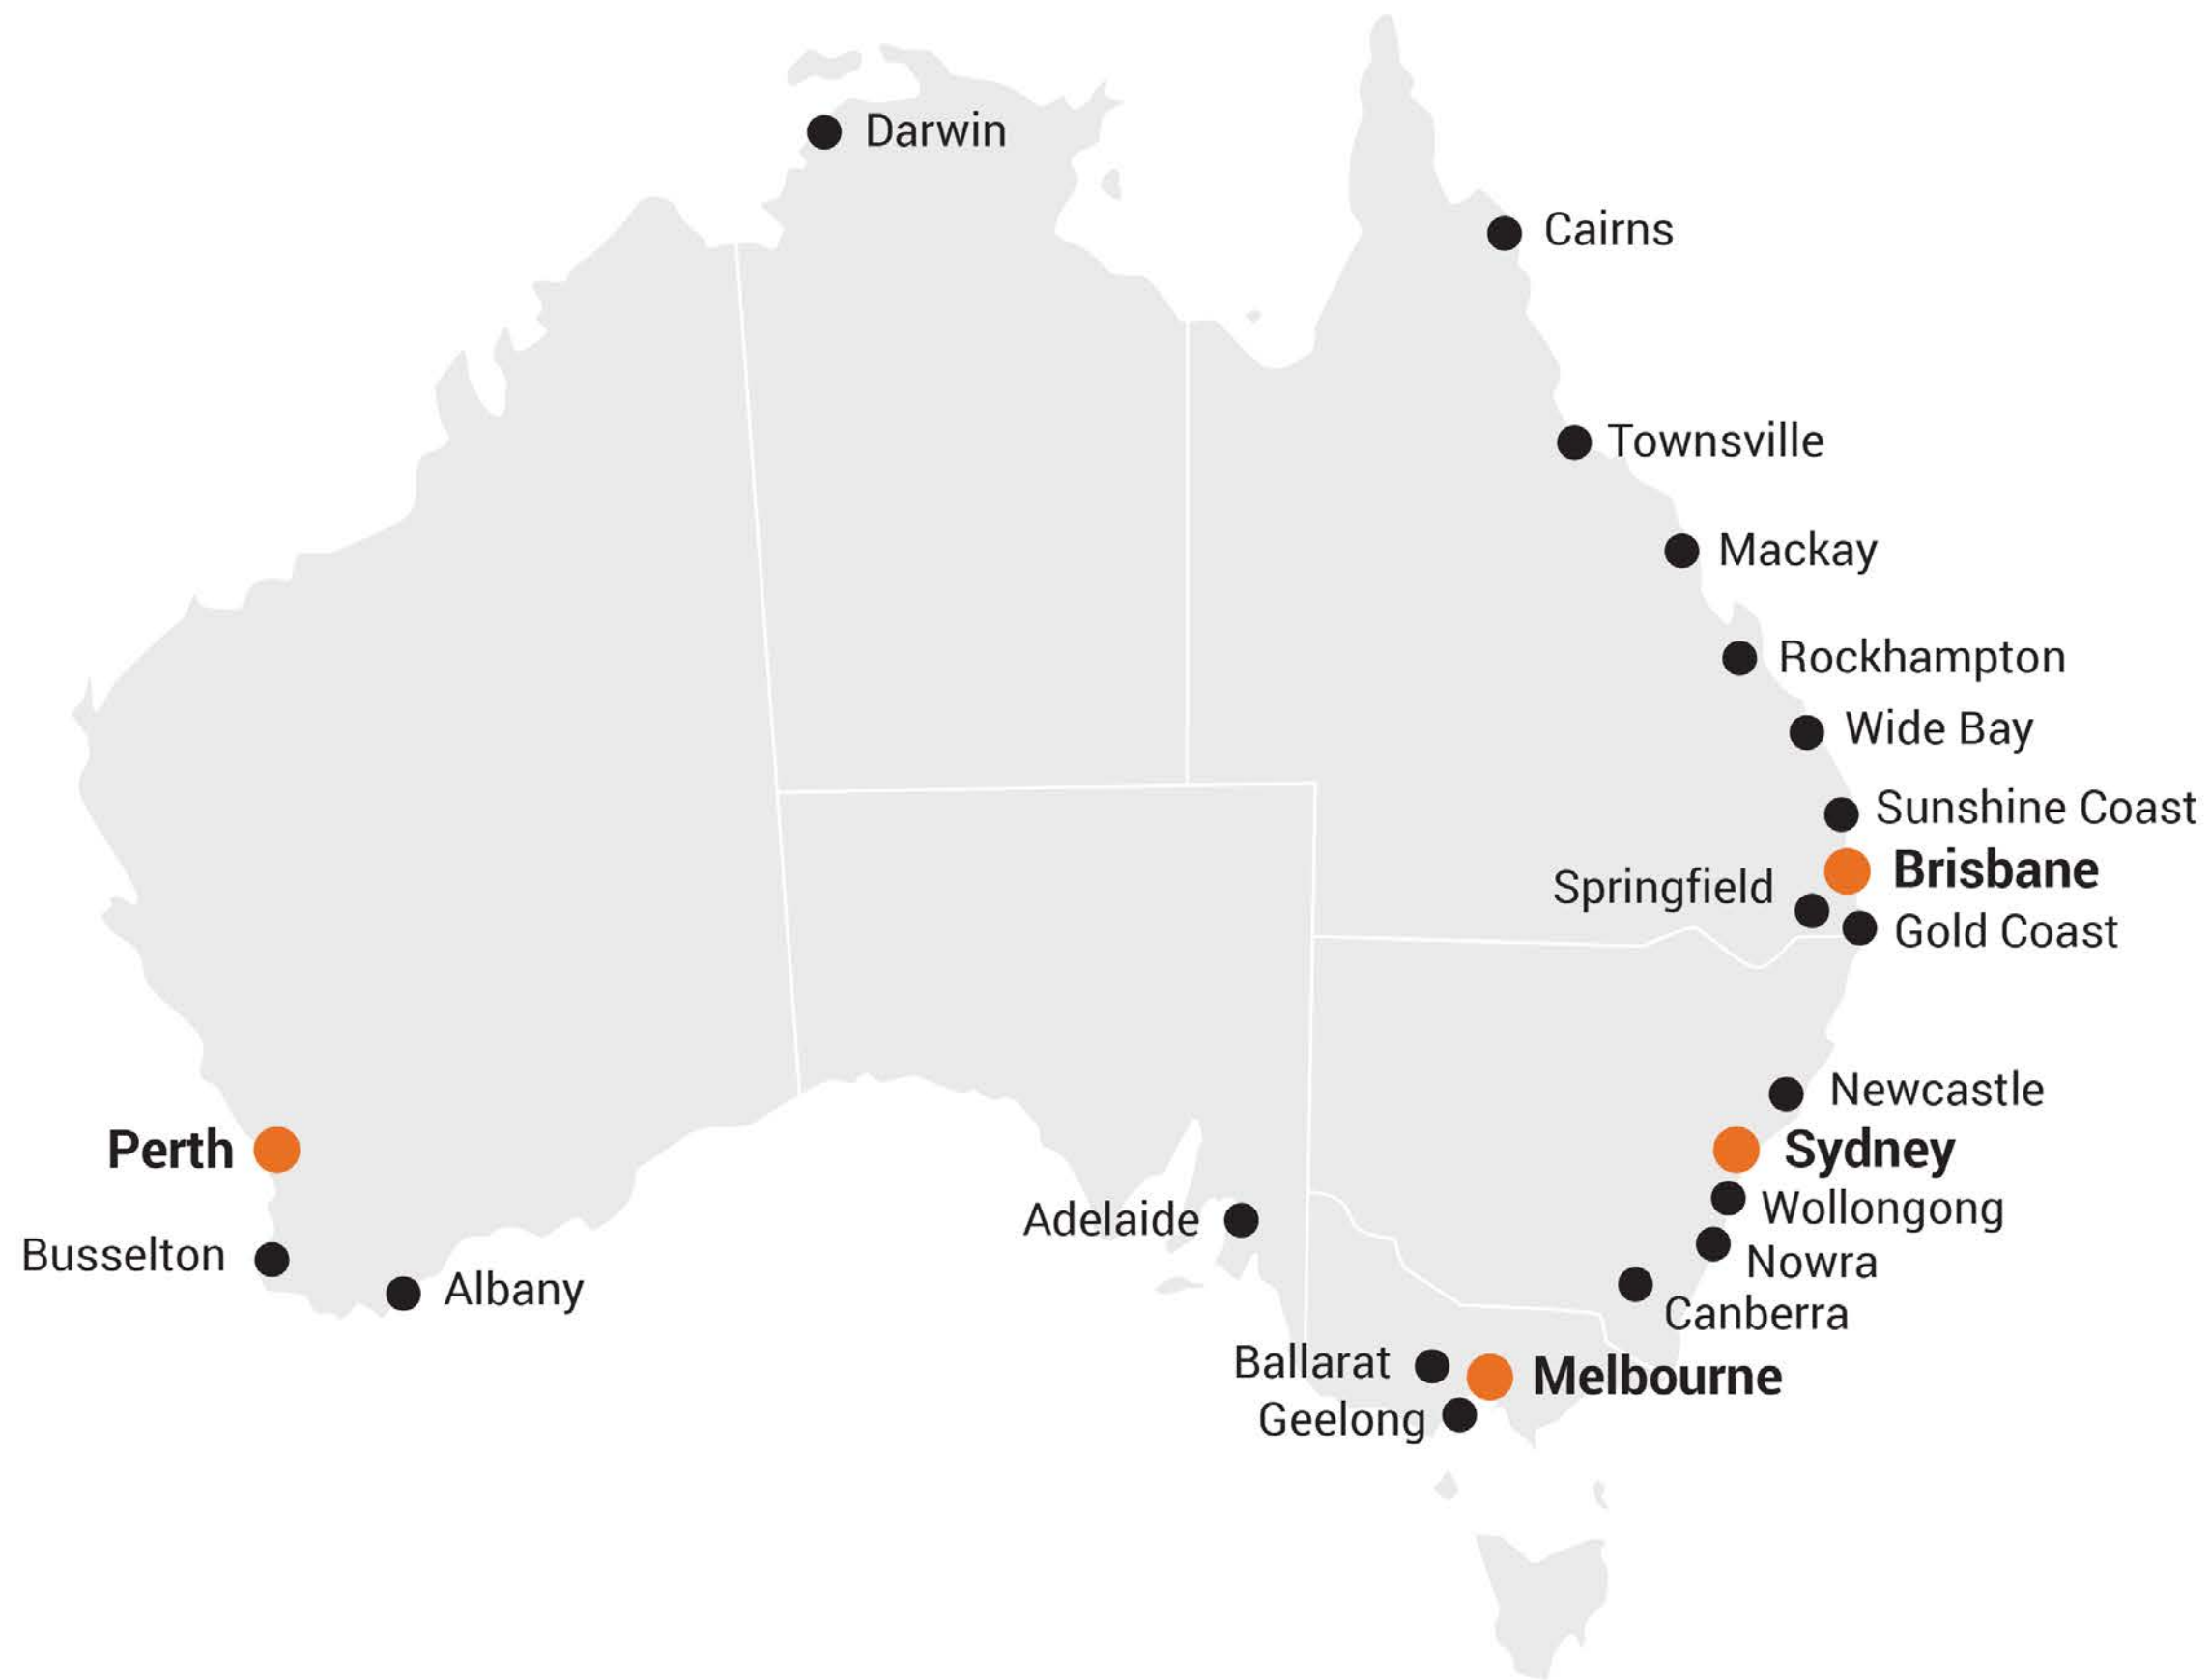 Darwin
Cairns
Townsville
Mackay
Rockhampton
Wide Bay
Sunshine Coast
Brisbane
Springfield
Gold Coast
Newcastle
Perth
Sydney
Wollongong
Adelaide
Busselton
Nowra
Albany
Canberra
Ballarat
Melbourne
Geelong